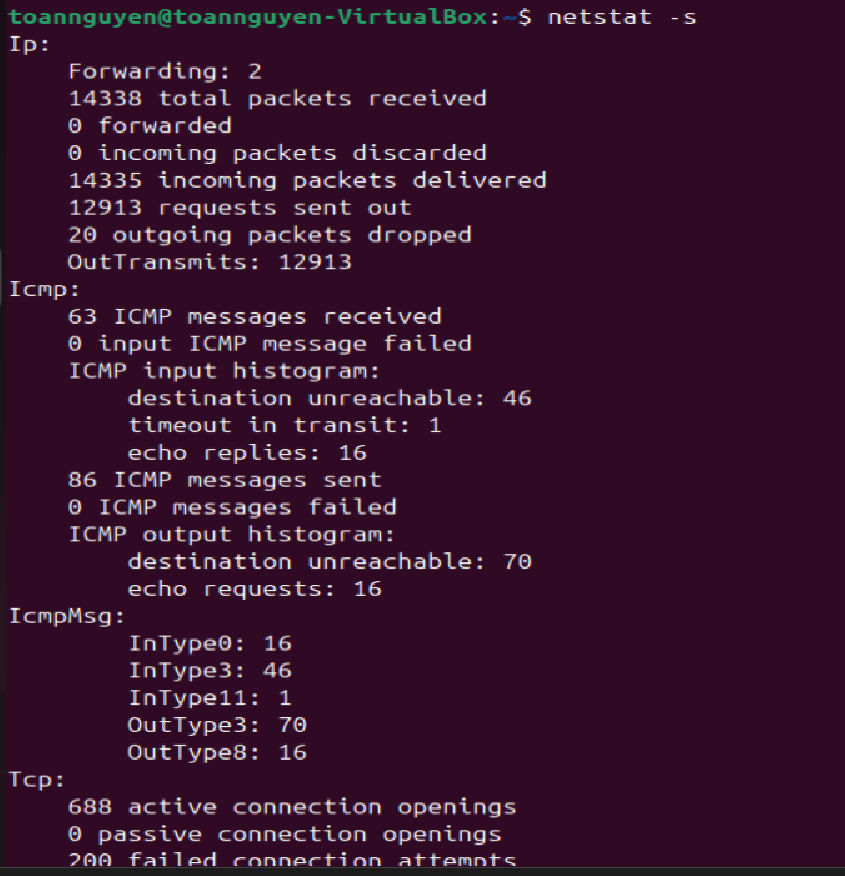 toannguyen@toannguyen-VirtualBox:~$ netstat -s
Ip:
    Forwarding: 2
    14338 total packets received
    0 forwarded
    0 incoming packets discarded
    14335 incoming packets delivered
    12913 requests sent out
    20 outgoing packets dropped
    OutTransmits: 12913
Icmp:
    63 ICMP messages received
    0 input ICMP message failed
    ICMP input histogram:
        destination unreachable: 46
        timeout in transit: 1
        echo replies: 16
    86 ICMP messages sent
    0 ICMP messages failed
    ICMP output histogram:
        destination unreachable: 70
        echo requests: 16
IcmpMsg:
        InType0: 16
        InType3: 46
        InType11: 1
        OutType3: 70
        OutType8: 16
Tcp:
    688 active connection openings
    0 passive connection openings
    200 failed connection attempts